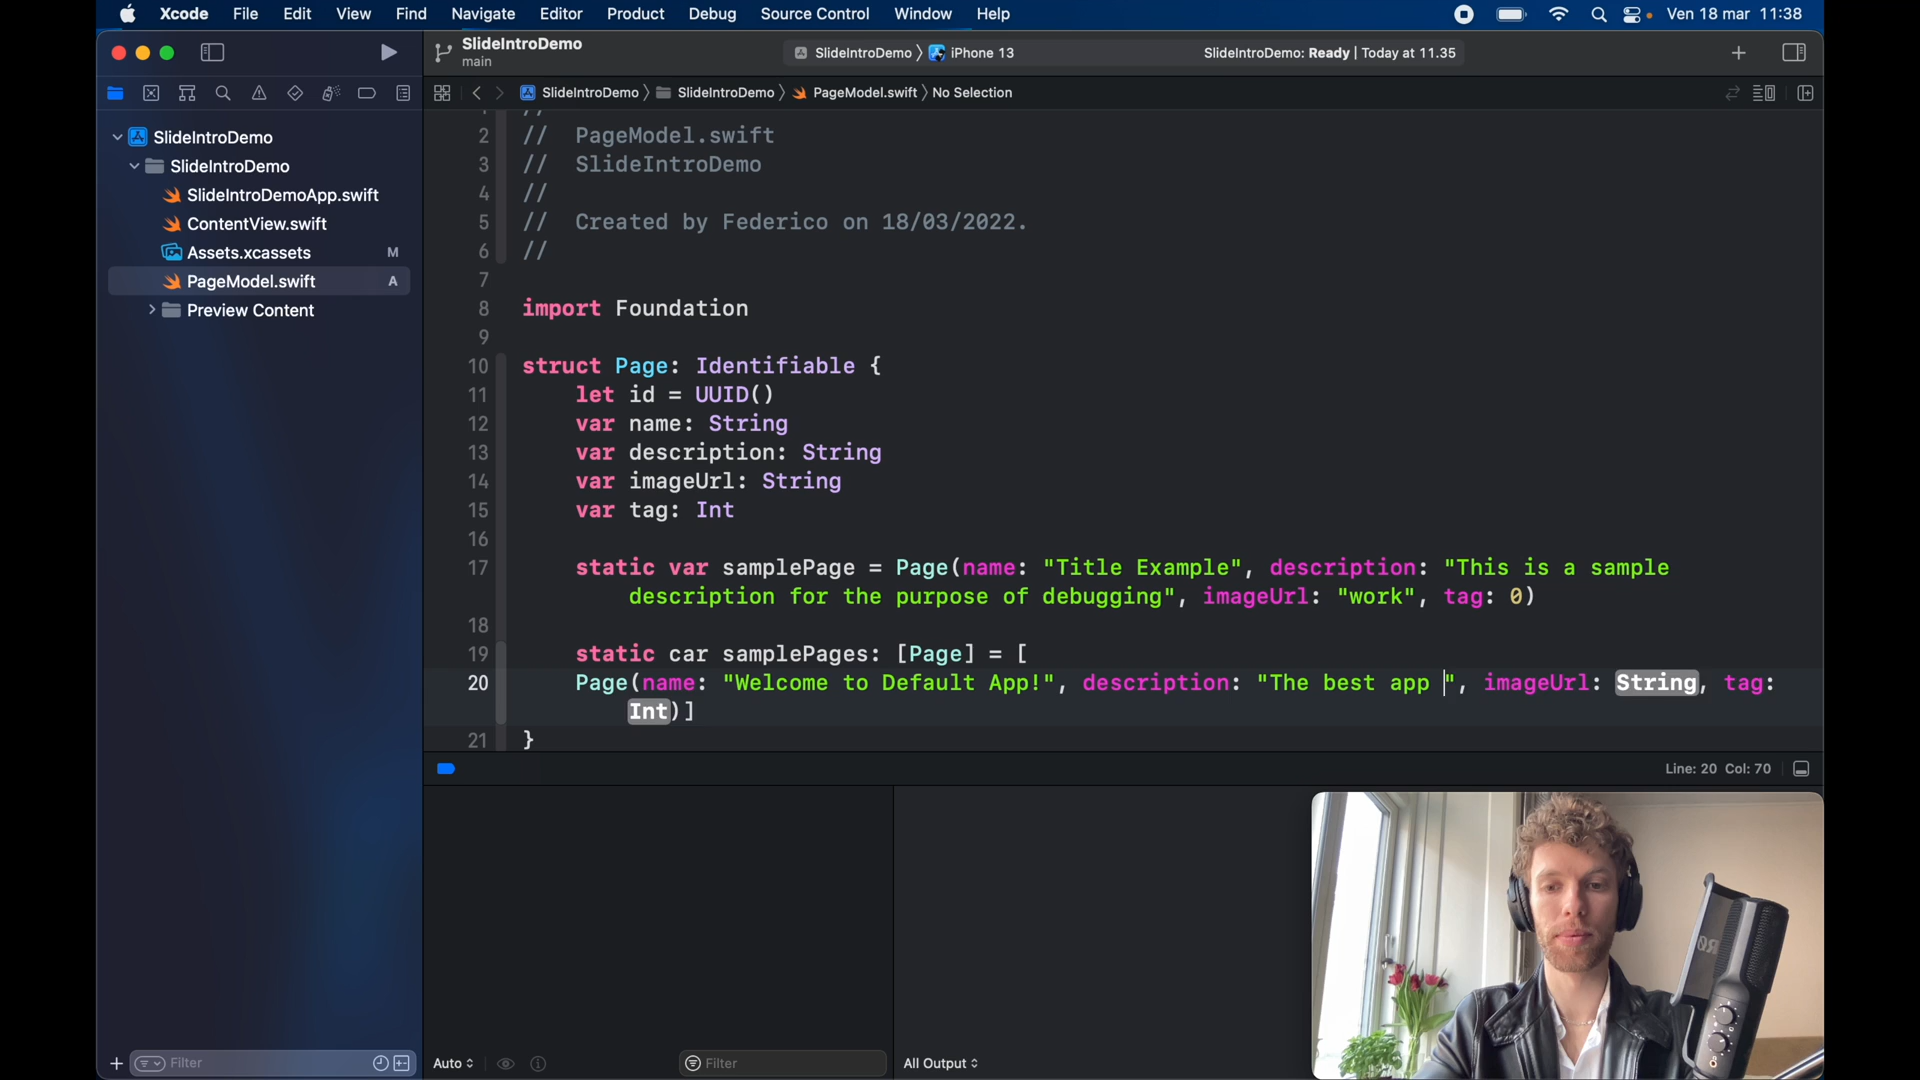 Xcode File Edit View Find Navigate Editor Product Debug Source Control Window Help Ven 18 mar 11:38
SlideIntroDemo
main
SlideIntroDemo 〉 iPhone 13 SlideIntroDemo: Ready | Today at 11.35
SlideIntroDemo 〉 SlideIntroDemo 〉 PageModel.swift 〉 No Selection
SlideIntroDemo
SlideIntroDemo
SlideIntroDemoApp.swift
ContentView.swift
Assets.xcassets M
PageModel.swift A
Preview Content
2 // PageModel.swift
3 // SlideIntroDemo
4 //
5 // Created by Federico on 18/03/2022.
6 //
7
8 import Foundation
9
10 struct Page: Identifiable {
11 let id = UUID()
12 var name: String
13 var description: String
14 var imageUrl: String
15 var tag: Int
16
17 static var samplePage = Page(name: "Title Example", description: "This is a sample
description for the purpose of debugging", imageUrl: "work", tag: 0)
18
19 static car samplePages: [Page] = [
20 Page(name: "Welcome to Default App!", description: "The best app ", imageUrl: String, tag:
Int)]
21 }
Line: 20 Col: 70
Filter
Auto
Filter
All Output